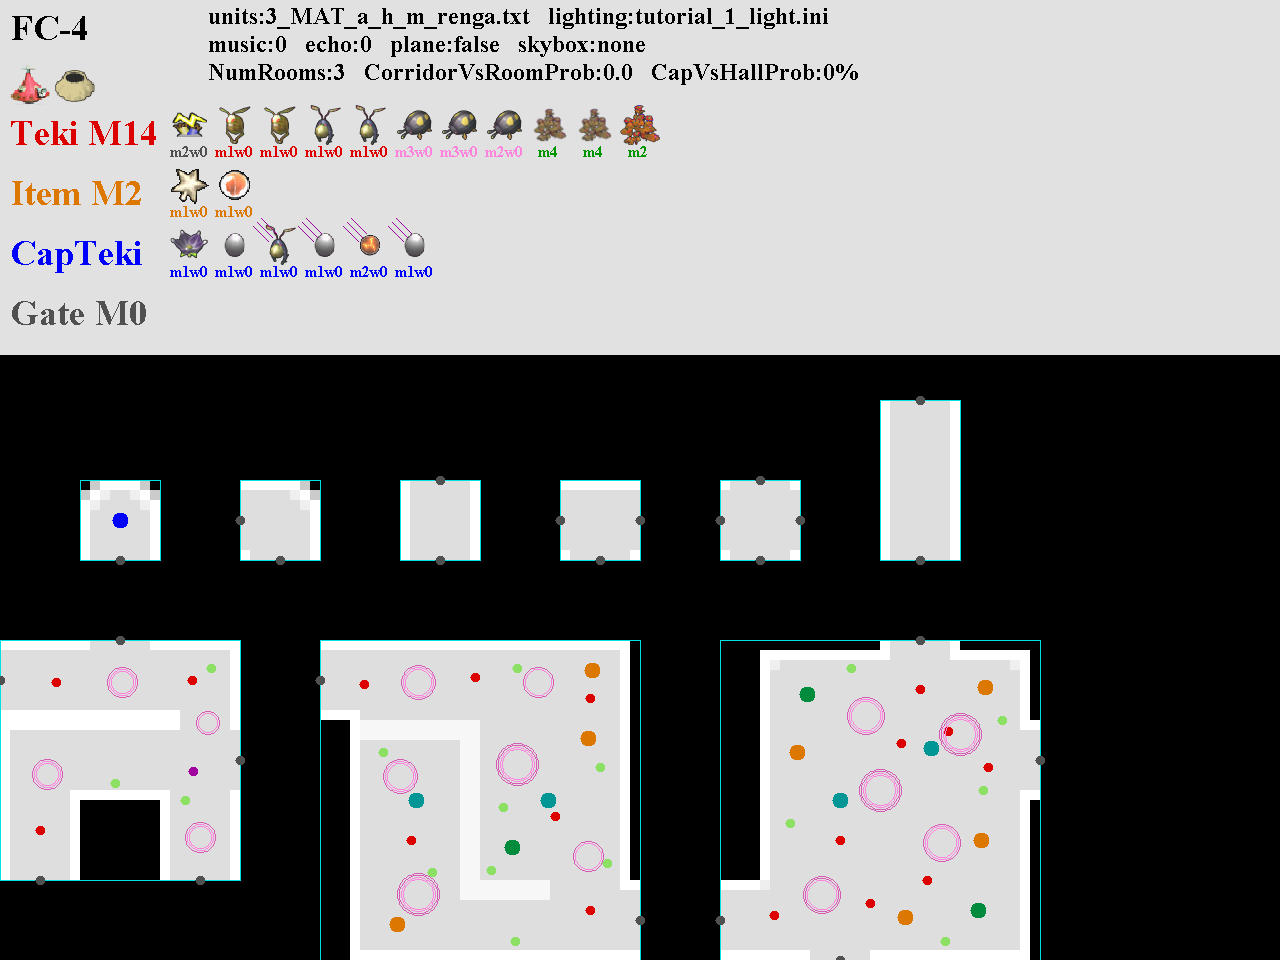 FC-4
units:3_MAT_a_h_m_renga.txt lighting:tutorial_1_light.ini
music:0 echo:0 plane:false skybox:none
NumRooms:3 CorridorVsRoomProb:0.0 CapVsHallProb:0%
Teki M14
m2w0 m1w0 m1w0 m1w0 m1w0 m3w0 m3w0 m2w0 m4 m4 m2
Item M2
m1w0 m1w0
CapTeki
m1w0 m1w0 m1w0 m1w0 m2w0 m1w0
Gate M0